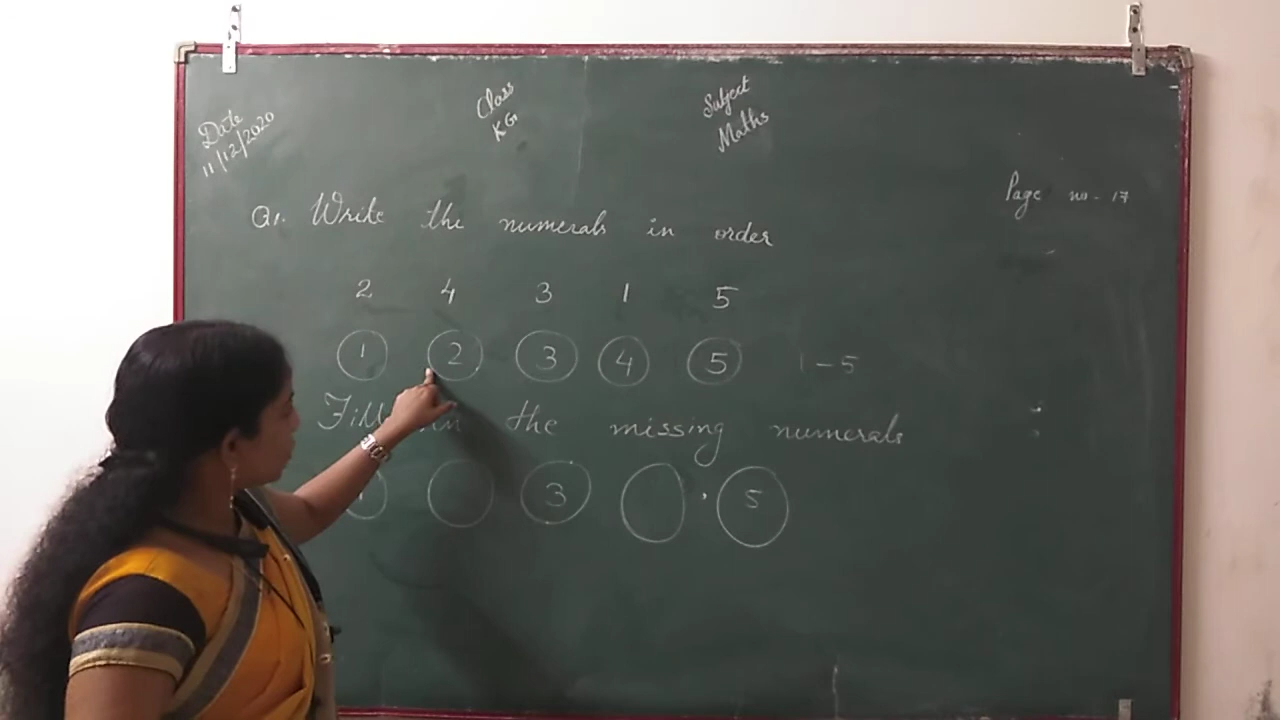 Date
11/12/2020
Class
KG
Subject
Maths
Page no - 17
Q1. Write the numerals in order
2 4 3 1 5
1 2 3 4 5 1 - 5
Fill in the missing numerals
1 3 5